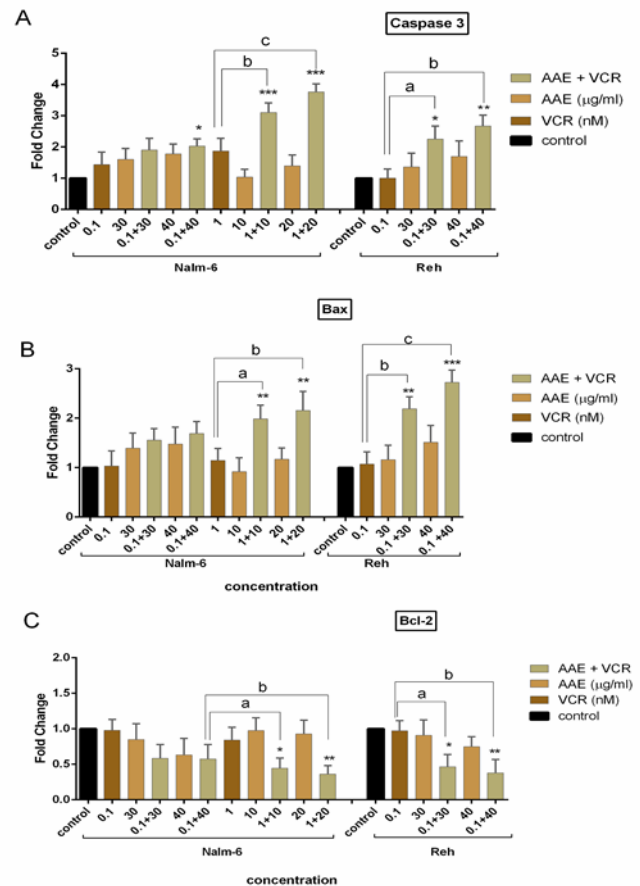 A
Caspase 3
c
b
***
***
*
b
a
*
**
AAE + VCR
AAE (μg/ml)
VCR (nM)
control
Fold Change
5
4
3
2
1
0
control 0.1 30 0.1+30 40 0.1+40 1 10 1+10 20 1+20 control 0.1 30 0.1+30 40 0.1+40
Nalm-6 Reh
Bax
B
b
a
**
**
c
b
**
***
AAE + VCR
AAE (μg/ml)
VCR (nM)
control
Fold Change
3
2
1
0
control 0.1 30 0.1+30 40 0.1+40 1 10 1+10 20 1+20 control 0.1 30 0.1+30 40 0.1+40
Nalm-6 Reh
concentration
C
Bcl-2
b
a
*
**
b
a
*
**
AAE + VCR
AAE (μg/ml)
VCR (nM)
control
Fold Change
2.0
1.5
1.0
0.5
0.0
control 0.1 30 0.1+30 40 0.1+40 1 10 1+10 20 1+20 control 0.1 30 0.1+30 40 0.1+40
Nalm-6 Reh
concentration